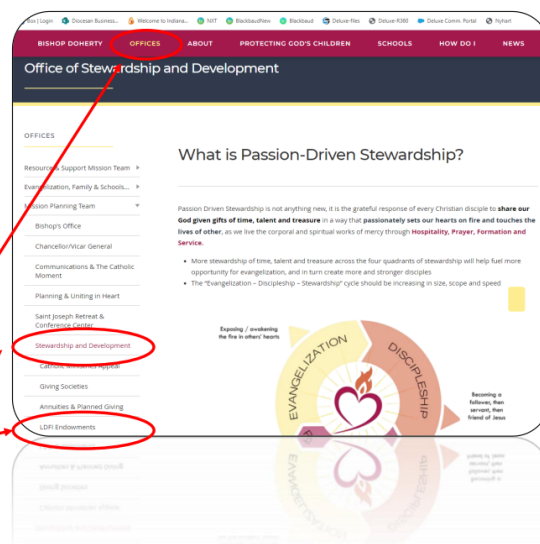 Box | Login Diocesan Business... Welcome to Indiana... NXT BlackbaudNew Blackbaud Deluxe-files Deluxe-R360 Deluxe Comm. Portal Nyhart
BISHOP DOHERTY OFFICES ABOUT PROTECTING GOD'S CHILDREN SCHOOLS HOW DO I NEWS
Office of Stewardship and Development
OFFICES
Resource & Support Mission Team
Evangelization, Family & Schools...
Mission Planning Team
Bishop's Office
Chancellor/Vicar General
Communications & The Catholic
Moment
Planning & Uniting in Heart
Saint Joseph Retreat &
Conference Center
Stewardship and Development
Catholic Ministries Appeal
Giving Societies
Annuities & Planned Giving
LDFI Endowments
What is Passion-Driven Stewardship?
Passion Driven Stewardship is not anything new, it is the grateful response of every Christian disciple to share our
God given gifts of time, talent and treasure in a way that passionately sets our hearts on fire and touches the
lives of other, as we live the corporal and spiritual works of mercy through Hospitality, Prayer, Formation and
Service.
• More stewardship of time, talent and treasure across the four quadrants of stewardship will help fuel more
opportunity for evangelization, and in turn create more and stronger disciples
• The "Evangelization – Discipleship – Stewardship" cycle should be increasing in size, scope and speed
Exposing / awakening
the fire in others' hearts
EVANGELIZATION
DISCIPLESHIP
Becoming a
follower, then
servant, then
friend of Jesus